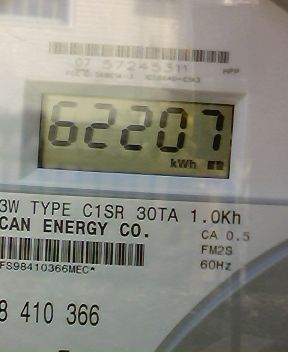 07 57245311
62207
kWh
3W TYPE C1SR 30TA 1.0Kh
CAN ENERGY CO.
CA 0.5
FM2S
60Hz
FS98410366MEC*
8 410 366